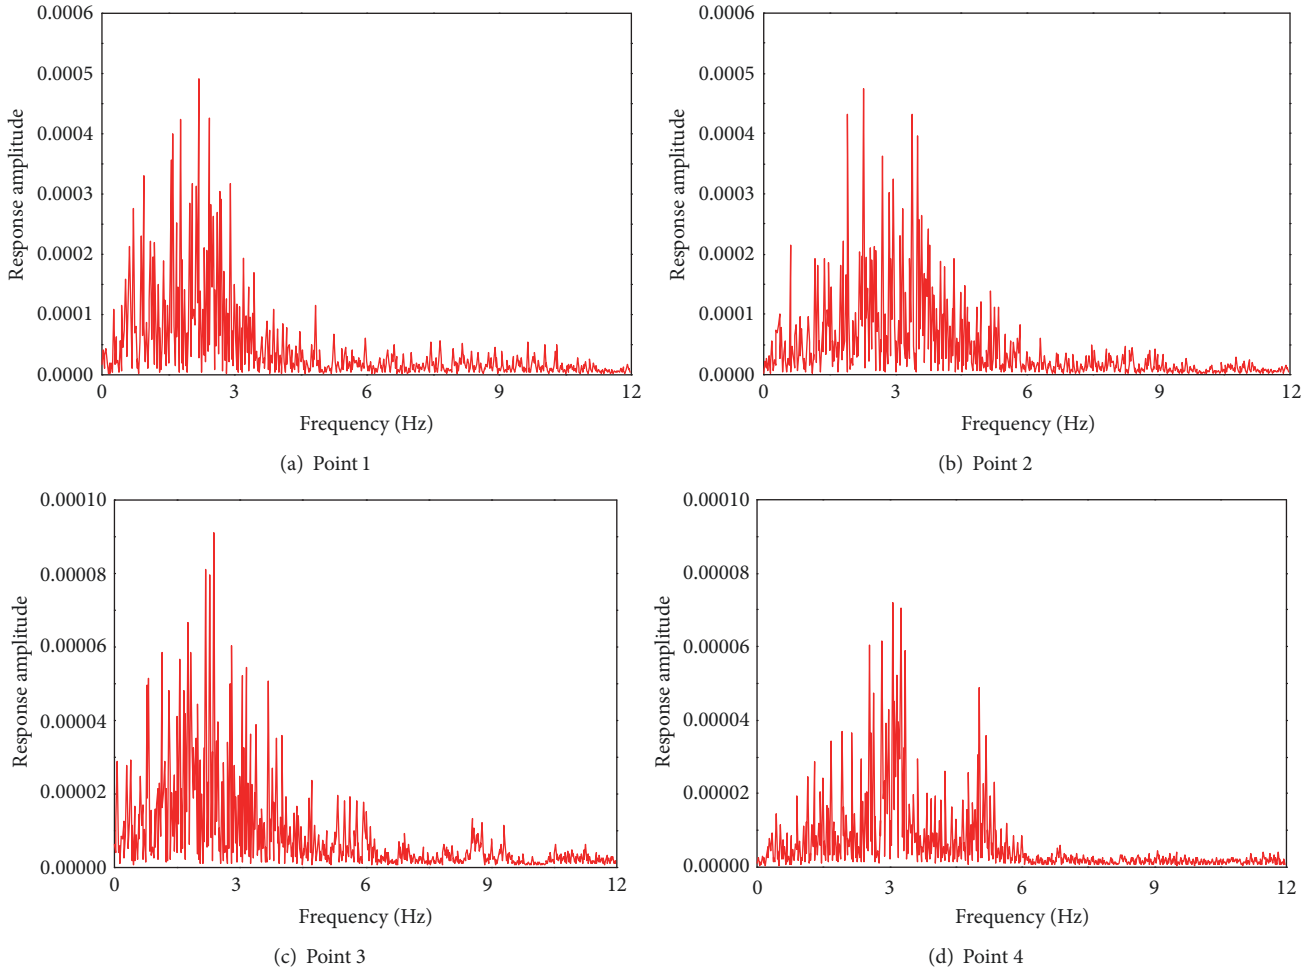 0.0006
0.0005
0.0004
0.0003
0.0002
0.0001
0.0000
Response amplitude
0 3 6 9 12
Frequency (Hz)
(a) Point 1
0.0006
0.0005
0.0004
0.0003
0.0002
0.0001
0.0000
Response amplitude
0 3 6 9 12
Frequency (Hz)
(b) Point 2
0.00010
0.00008
0.00006
0.00004
0.00002
0.00000
Response amplitude
0 3 6 9 12
Frequency (Hz)
(c) Point 3
0.00010
0.00008
0.00006
0.00004
0.00002
0.00000
Response amplitude
0 3 6 9 12
Frequency (Hz)
(d) Point 4